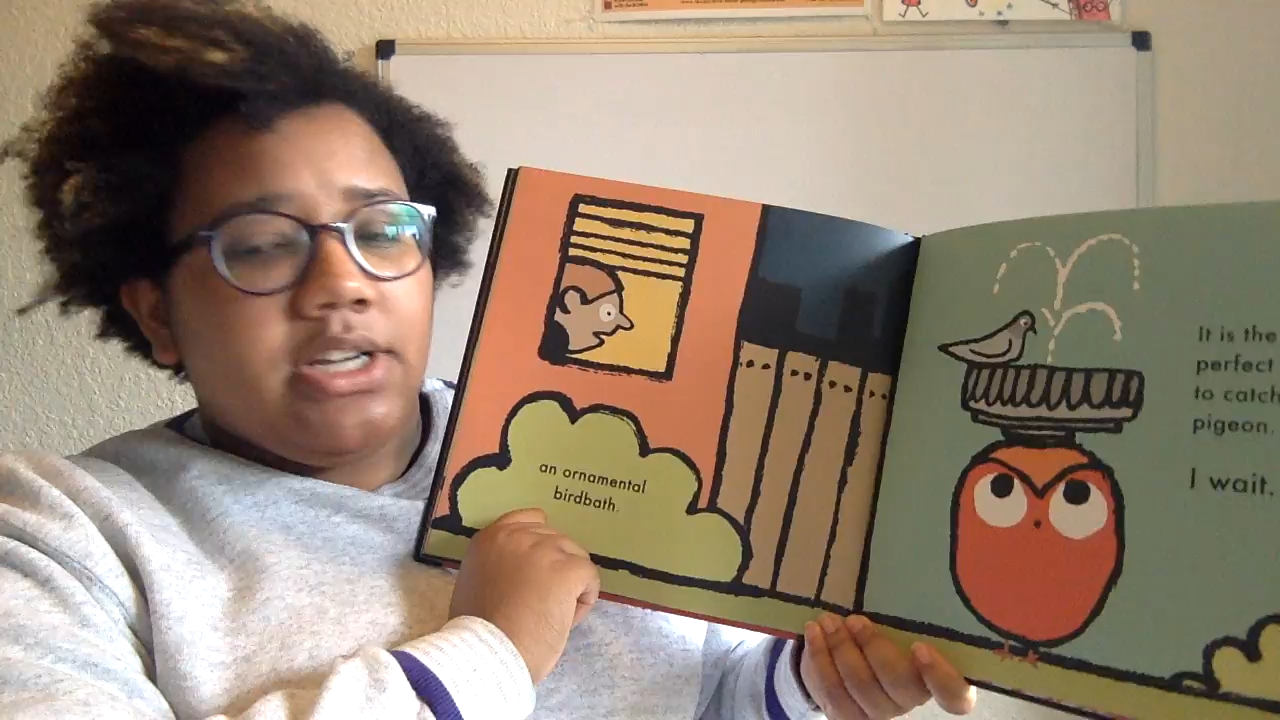 an ornamental
birdbath.
It is the
perfect
to catch
pigeon.
I wait.